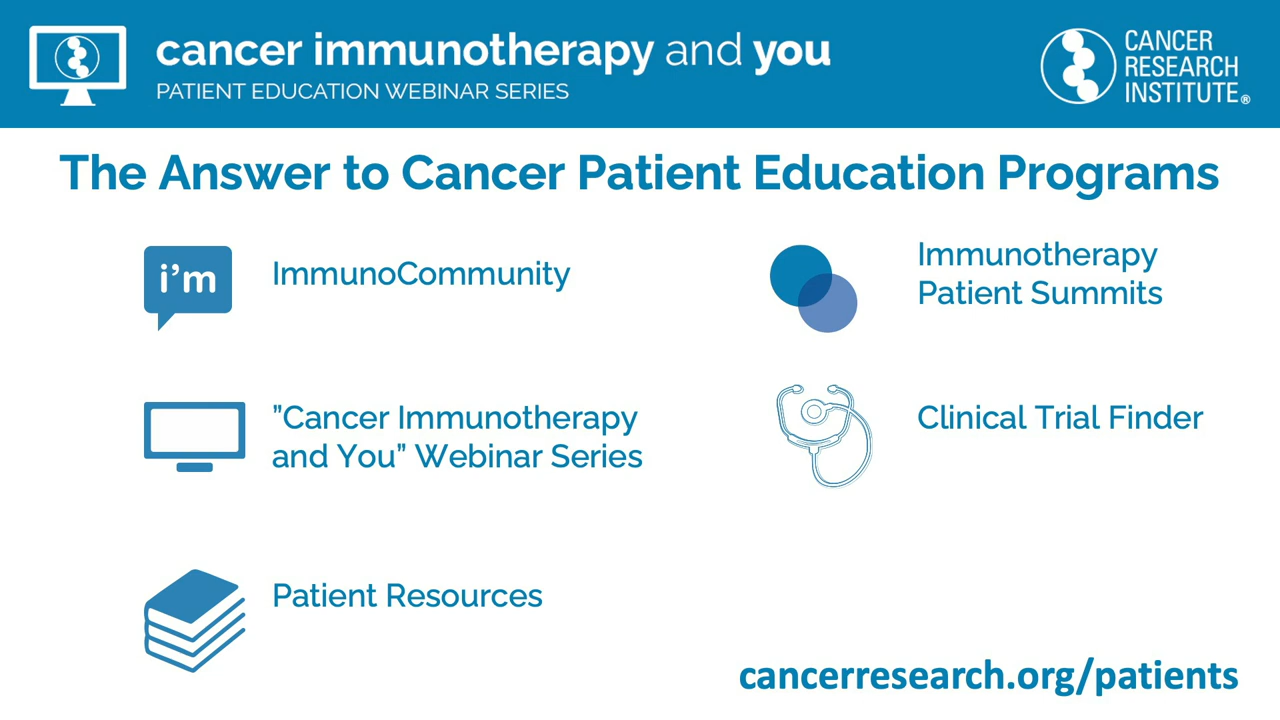 cancer immunotherapy and you
PATIENT EDUCATION WEBINAR SERIES
CANCER
RESEARCH
INSTITUTE®
The Answer to Cancer Patient Education Programs
i’m
ImmunoCommunity
Immunotherapy
Patient Summits
”Cancer Immunotherapy
and You” Webinar Series
Clinical Trial Finder
Patient Resources
cancerresearch.org/patients